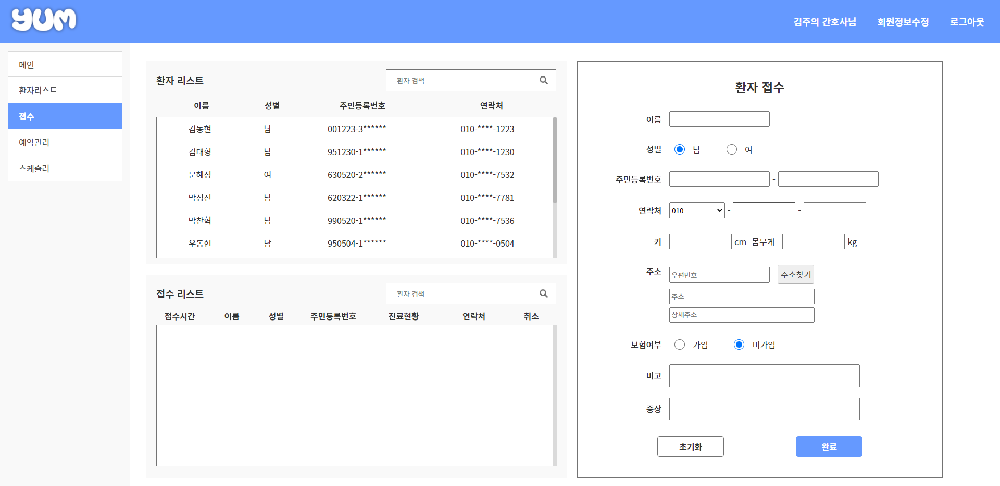 YUM
김주의 간호사님 회원정보수정 로그아웃
메인
환자리스트
접수
예약관리
스케쥴러
환자 리스트
환자 검색
이름 성별 주민등록번호 연락처
김동현 남 001223-3****** 010-****-1223
김태형 남 951230-1****** 010-****-1230
문혜성 여 630520-2****** 010-****-7532
박성진 남 620322-1****** 010-****-7781
박찬혁 남 990520-1****** 010-****-7536
우동현 남 950504-1****** 010-****-0504
접수 리스트
환자 검색
접수시간 이름 성별 주민등록번호 진료현황 연락처 취소
환자 접수
이름
성별 남 여
주민등록번호 -
연락처 010 - -
키 cm 몸무게 kg
주소 우편번호 주소찾기
주소
상세주소
보험여부 가입 미가입
비고
증상
초기화 완료